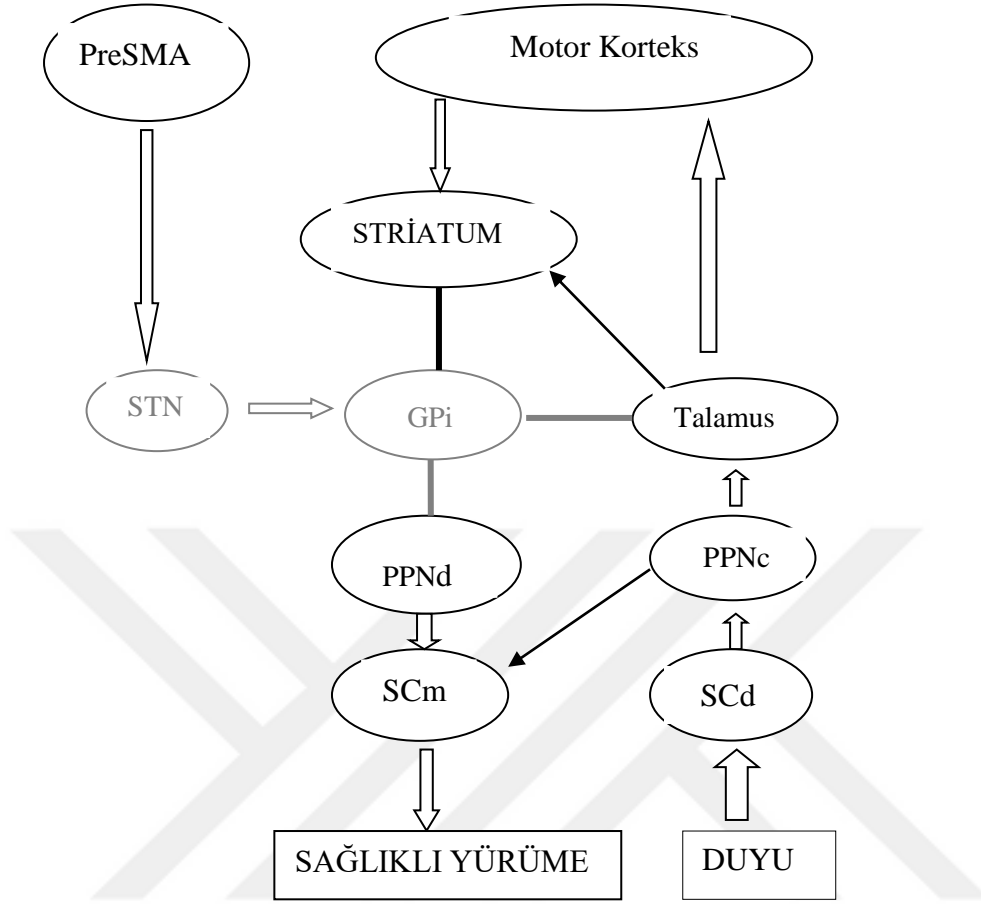 PreSMA
Motor Korteks
STRİATUM
STN
GPi
Talamus
PPNd
PPNc
SCm
SCd
SAĞLIKLI YÜRÜME
DUYU